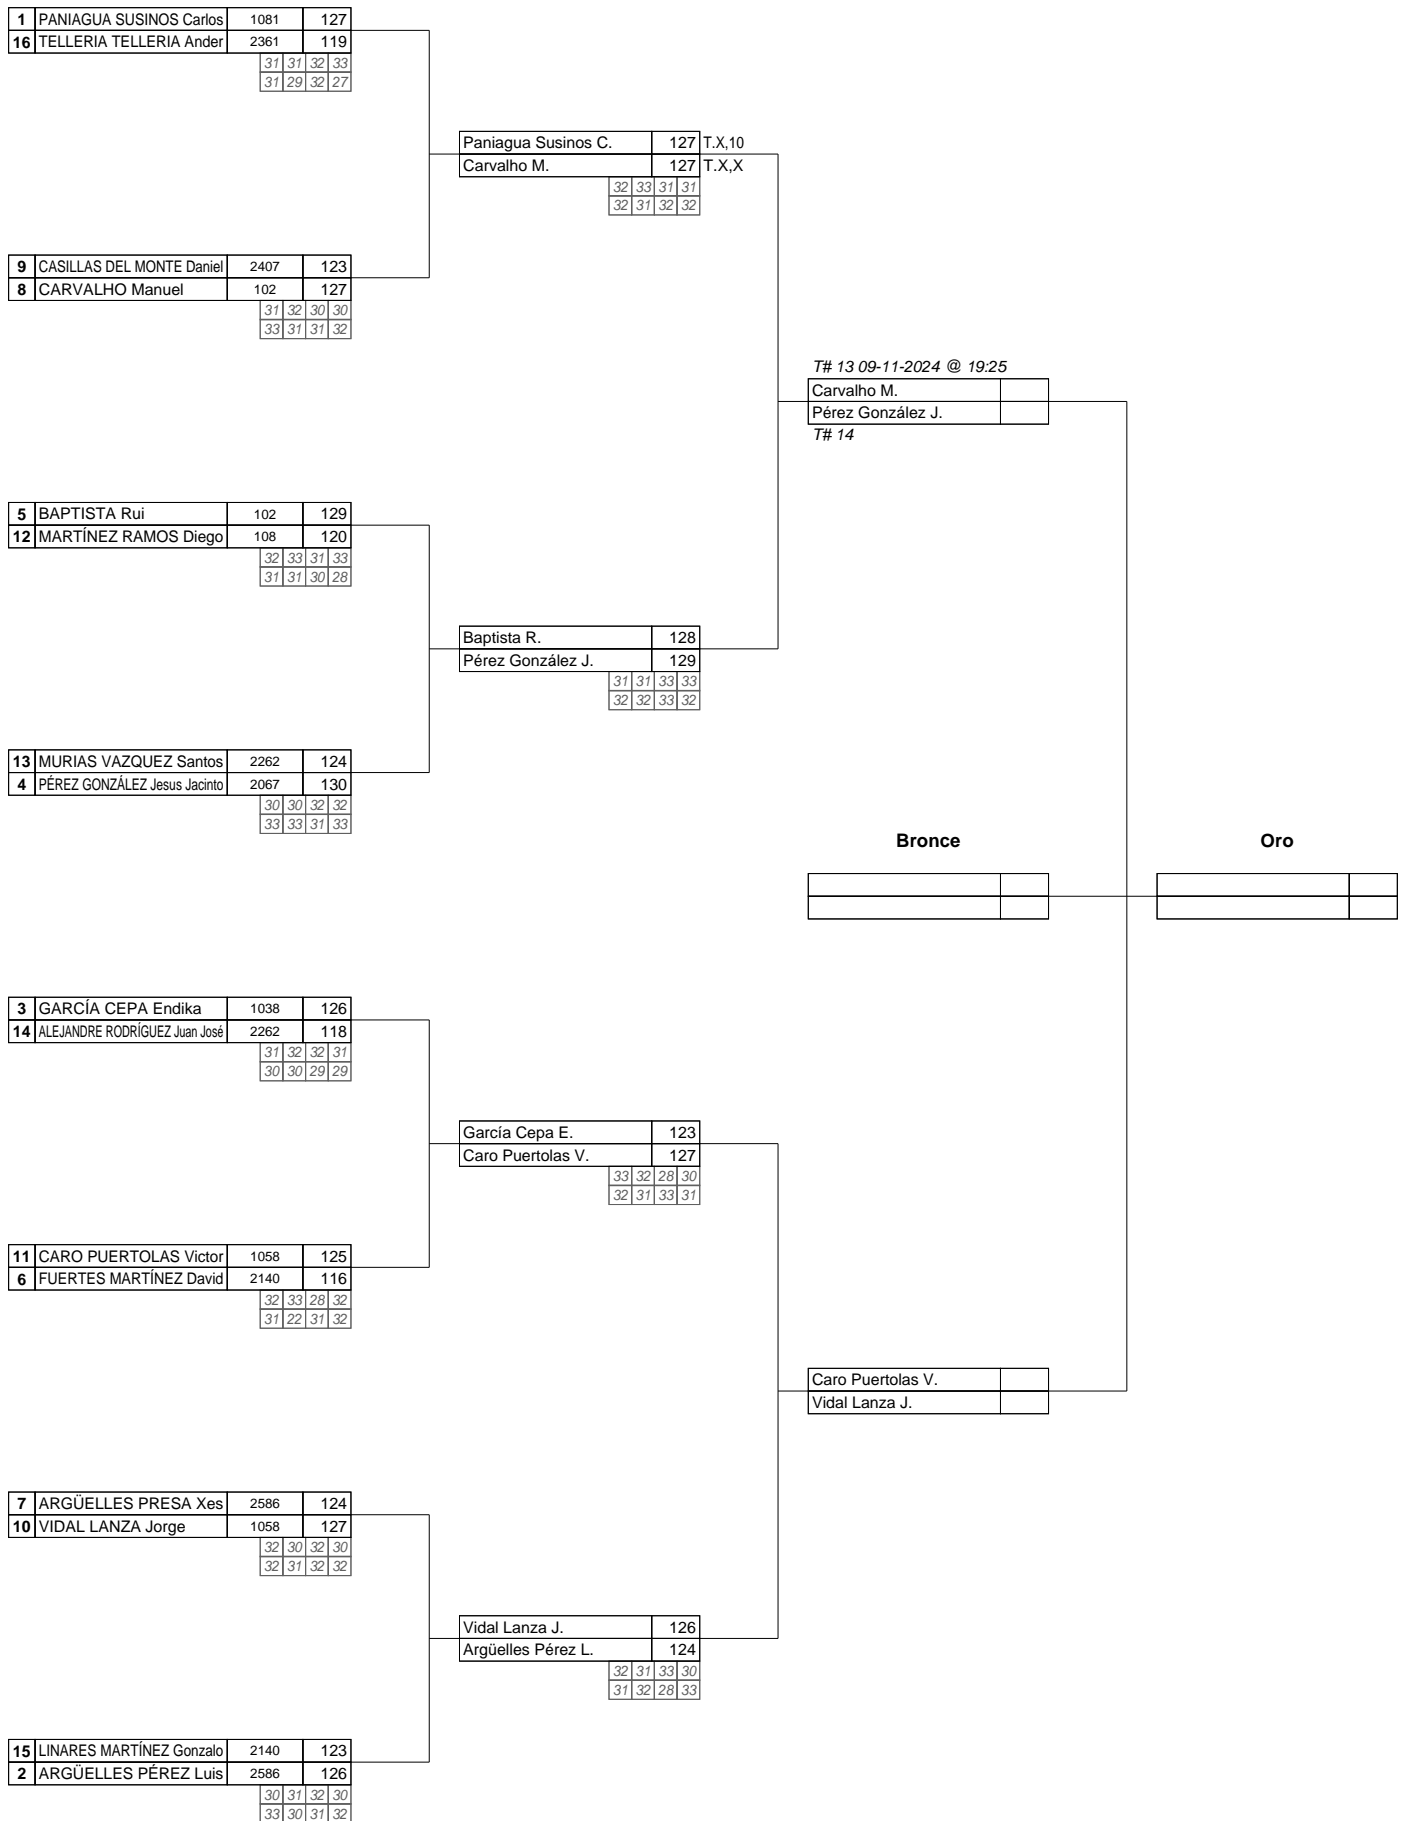 1 PANIAGUA SUSINOS Carlos 1081 127
16 TELLERIA TELLERIA Ander 2361 119
31 31 32 33
31 29 32 27
Paniagua Susinos C. 127 T.X,10
Carvalho M. 127 T.X,X
32 33 31 31
32 31 32 32
9 CASILLAS DEL MONTE Daniel 2407 123
8 CARVALHO Manuel 102 127
31 32 30 30
33 31 31 32
T# 13 09-11-2024 @ 19:25
Carvalho M.
Pérez González J.
T# 14
5 BAPTISTA Rui 102 129
12 MARTÍNEZ RAMOS Diego 108 120
32 33 31 33
31 31 30 28
Baptista R. 128
Pérez González J. 129
31 31 33 33
32 32 33 32
13 MURIAS VAZQUEZ Santos 2262 124
4 PÉREZ GONZÁLEZ Jesus Jacinto 2067 130
30 30 32 32
33 33 31 33
Bronce Oro
3 GARCÍA CEPA Endika 1038 126
14 ALEJANDRE RODRÍGUEZ Juan José 2262 118
31 32 32 31
30 30 29 29
García Cepa E. 123
Caro Puertolas V. 127
33 32 28 30
32 31 33 31
11 CARO PUERTOLAS Victor 1058 125
6 FUERTES MARTÍNEZ David 2140 116
32 33 28 32
31 22 31 32
Caro Puertolas V.
Vidal Lanza J.
7 ARGÜELLES PRESA Xes 2586 124
10 VIDAL LANZA Jorge 1058 127
32 30 32 30
32 31 32 32
Vidal Lanza J. 126
Argüelles Pérez L. 124
32 31 33 30
31 32 28 33
15 LINARES MARTÍNEZ Gonzalo 2140 123
2 ARGÜELLES PÉREZ Luis 2586 126
30 31 32 30
33 30 31 32